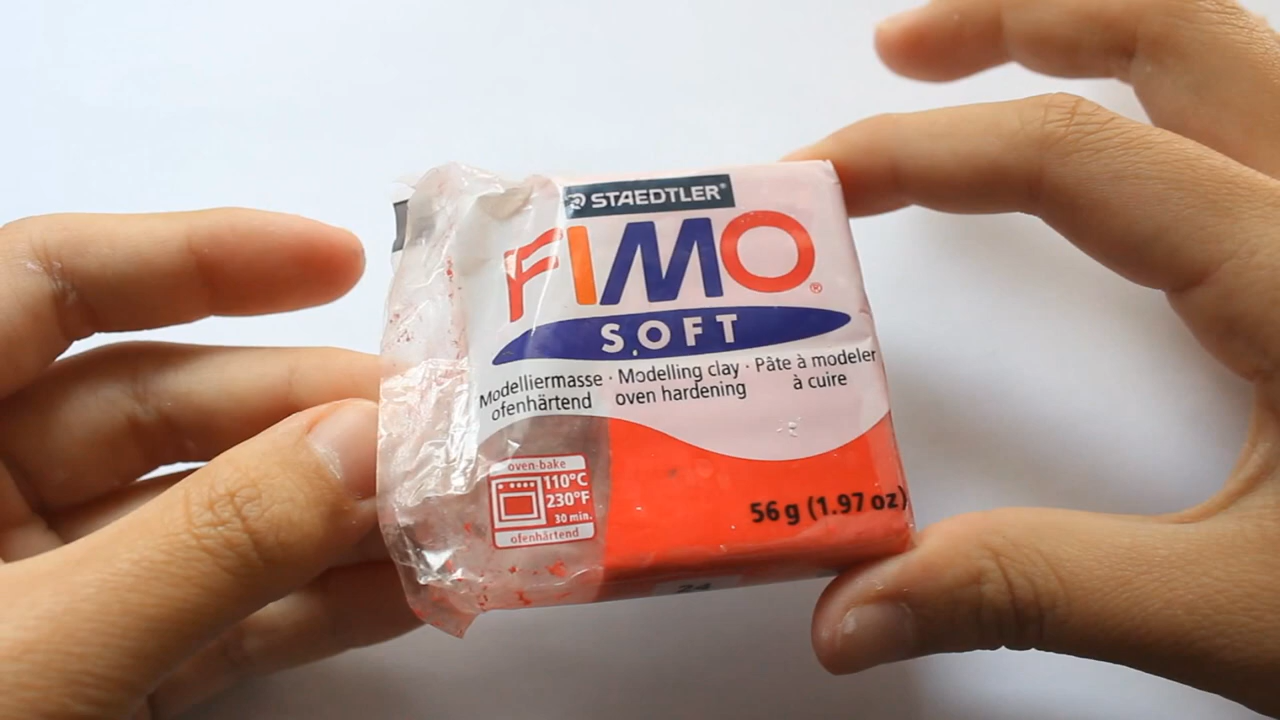 STAEDTLER®
FIMO®
SOFT
Modelliermasse · Modelling clay · Pâte à modeler
ofenhärtend oven hardening à cuire
oven-bake
110°C
230°F
30 min.
ofenhärtend
56 g (1.97 oz)
24